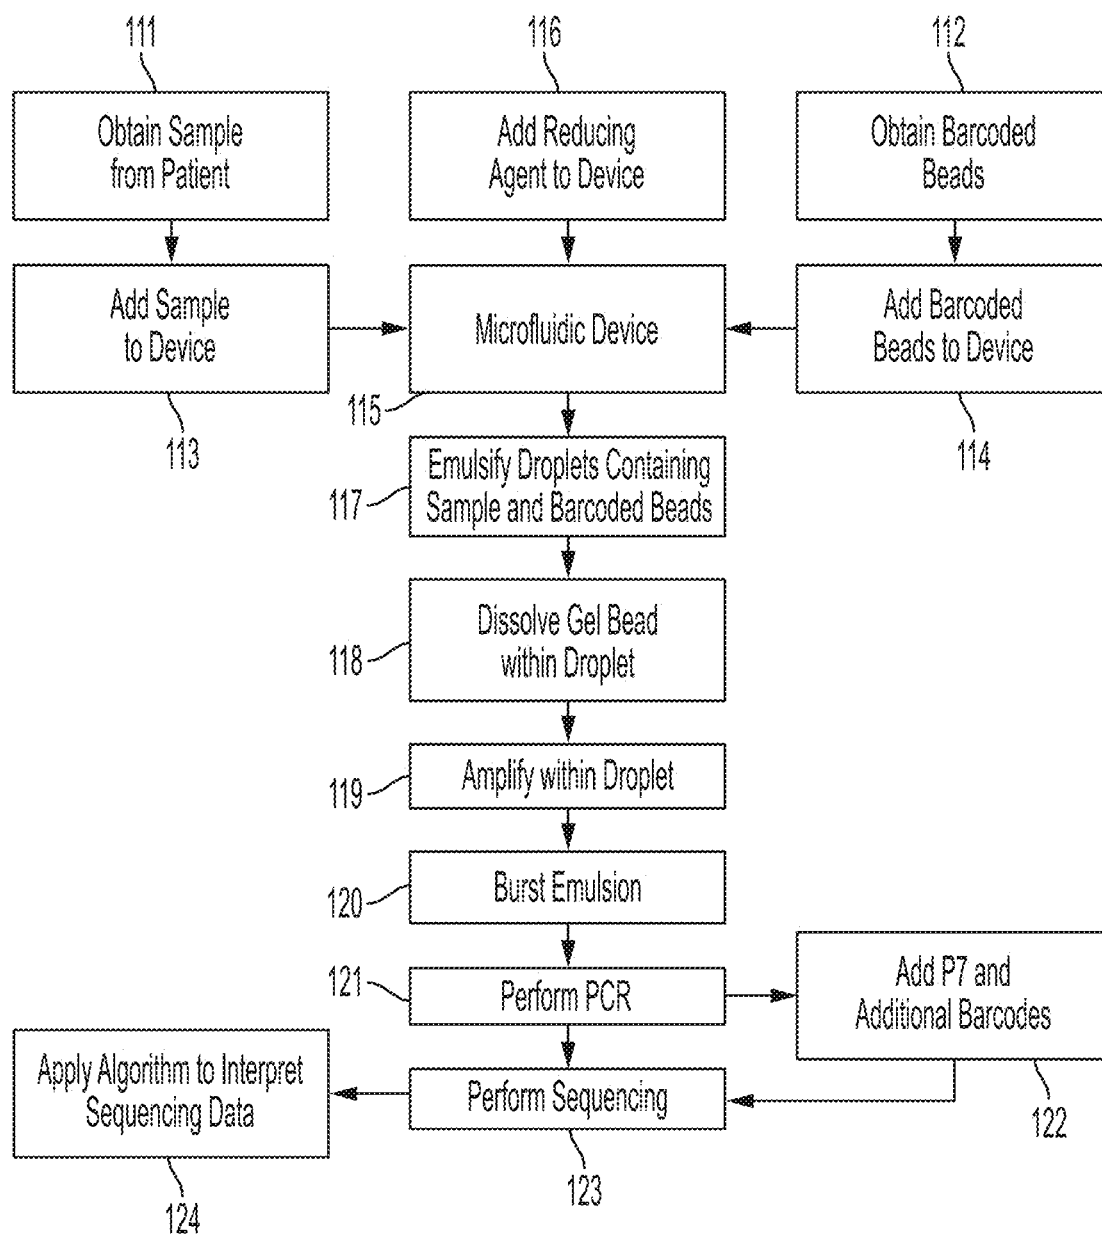 111
116
112
Obtain Sample
from Patient
Add Reducing
Agent to Device
Obtain Barcoded
Beads
Add Sample
to Device
Microfluidic Device
Add Barcoded
Beads to Device
113
115
114
117
Emulsify Droplets Containing
Sample and Barcoded Beads
118
Dissolve Gel Bead
within Droplet
119
Amplify within Droplet
120
Burst Emulsion
121
Perform PCR
Add P7 and
Additional Barcodes
122
Apply Algorithm to Interpret
Sequencing Data
Perform Sequencing
123
124